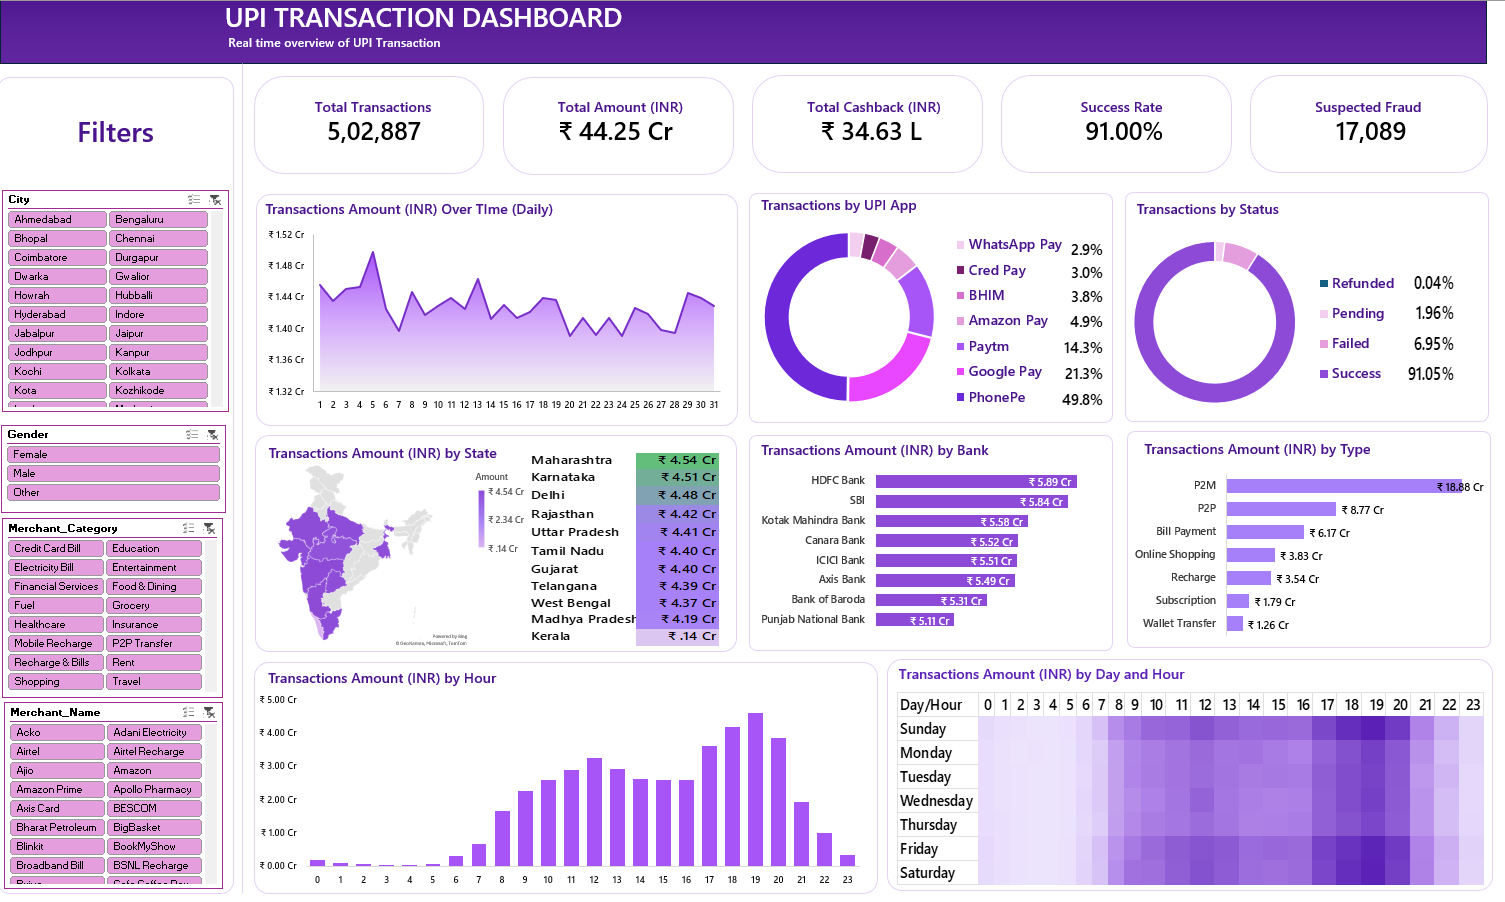 UPI TRANSACTION DASHBOARD
Real time overview of UPI Transaction
Filters
City
Ahmedabad Bengaluru
Bhopal Chennai
Coimbatore Durgapur
Dwarka Gwalior
Howrah Hubballi
Hyderabad Indore
Jabalpur Jaipur
Jodhpur Kanpur
Kochi Kolkata
Kota Kozhikode
Gender
Female
Male
Other
Merchant_Category
Credit Card Bill Education
Electricity Bill Entertainment
Financial Services Food & Dining
Fuel Grocery
Healthcare Insurance
Mobile Recharge P2P Transfer
Recharge & Bills Rent
Shopping Travel
Merchant_Name
Acko Adani Electricity
Airtel Airtel Recharge
Ajio Amazon
Amazon Prime Apollo Pharmacy
Axis Card BESCOM
Bharat Petroleum BigBasket
Blinkit BookMyShow
Broadband Bill BSNL Recharge
Total Transactions
5,02,887
Total Amount (INR)
₹ 44.25 Cr
Total Cashback (INR)
₹ 34.63 L
Success Rate
91.00%
Suspected Fraud
17,089
Transactions Amount (INR) Over TIme (Daily)
₹ 1.52 Cr
₹ 1.48 Cr
₹ 1.44 Cr
₹ 1.40 Cr
₹ 1.36 Cr
₹ 1.32 Cr
1 2 3 4 5 6 7 8 9 10 11 12 13 14 15 16 17 18 19 20 21 22 23 24 25 26 27 28 29 30 31
Transactions by UPI App
WhatsApp Pay 2.9%
Cred Pay 3.0%
BHIM 3.8%
Amazon Pay 4.9%
Paytm 14.3%
Google Pay 21.3%
PhonePe 49.8%
Transactions by Status
Refunded 0.04%
Pending 1.96%
Failed 6.95%
Success 91.05%
Transactions Amount (INR) by State
Amount
₹ 4.54 Cr
₹ 2.34 Cr
₹ .14 Cr
Powered by Bing
© GeoNames, Microsoft, TomTom
Maharashtra ₹ 4.54 Cr
Karnataka ₹ 4.51 Cr
Delhi ₹ 4.48 Cr
Rajasthan ₹ 4.42 Cr
Uttar Pradesh ₹ 4.41 Cr
Tamil Nadu ₹ 4.40 Cr
Gujarat ₹ 4.40 Cr
Telangana ₹ 4.39 Cr
West Bengal ₹ 4.37 Cr
Madhya Pradesh ₹ 4.19 Cr
Kerala ₹ .14 Cr
Transactions Amount (INR) by Bank
HDFC Bank ₹ 5.89 Cr
SBI ₹ 5.84 Cr
Kotak Mahindra Bank ₹ 5.58 Cr
Canara Bank ₹ 5.52 Cr
ICICI Bank ₹ 5.51 Cr
Axis Bank ₹ 5.49 Cr
Bank of Baroda ₹ 5.31 Cr
Punjab National Bank ₹ 5.11 Cr
Transactions Amount (INR) by Type
P2M ₹ 18.88 Cr
P2P ₹ 8.77 Cr
Bill Payment ₹ 6.17 Cr
Online Shopping ₹ 3.83 Cr
Recharge ₹ 3.54 Cr
Subscription ₹ 1.79 Cr
Wallet Transfer ₹ 1.26 Cr
Transactions Amount (INR) by Hour
₹ 5.00 Cr
₹ 4.00 Cr
₹ 3.00 Cr
₹ 2.00 Cr
₹ 1.00 Cr
₹ 0.00 Cr
0 1 2 3 4 5 6 7 8 9 10 11 12 13 14 15 16 17 18 19 20 21 22 23
Transactions Amount (INR) by Day and Hour
Day/Hour 0 1 2 3 4 5 6 7 8 9 10 11 12 13 14 15 16 17 18 19 20 21 22 23
Sunday
Monday
Tuesday
Wednesday
Thursday
Friday
Saturday